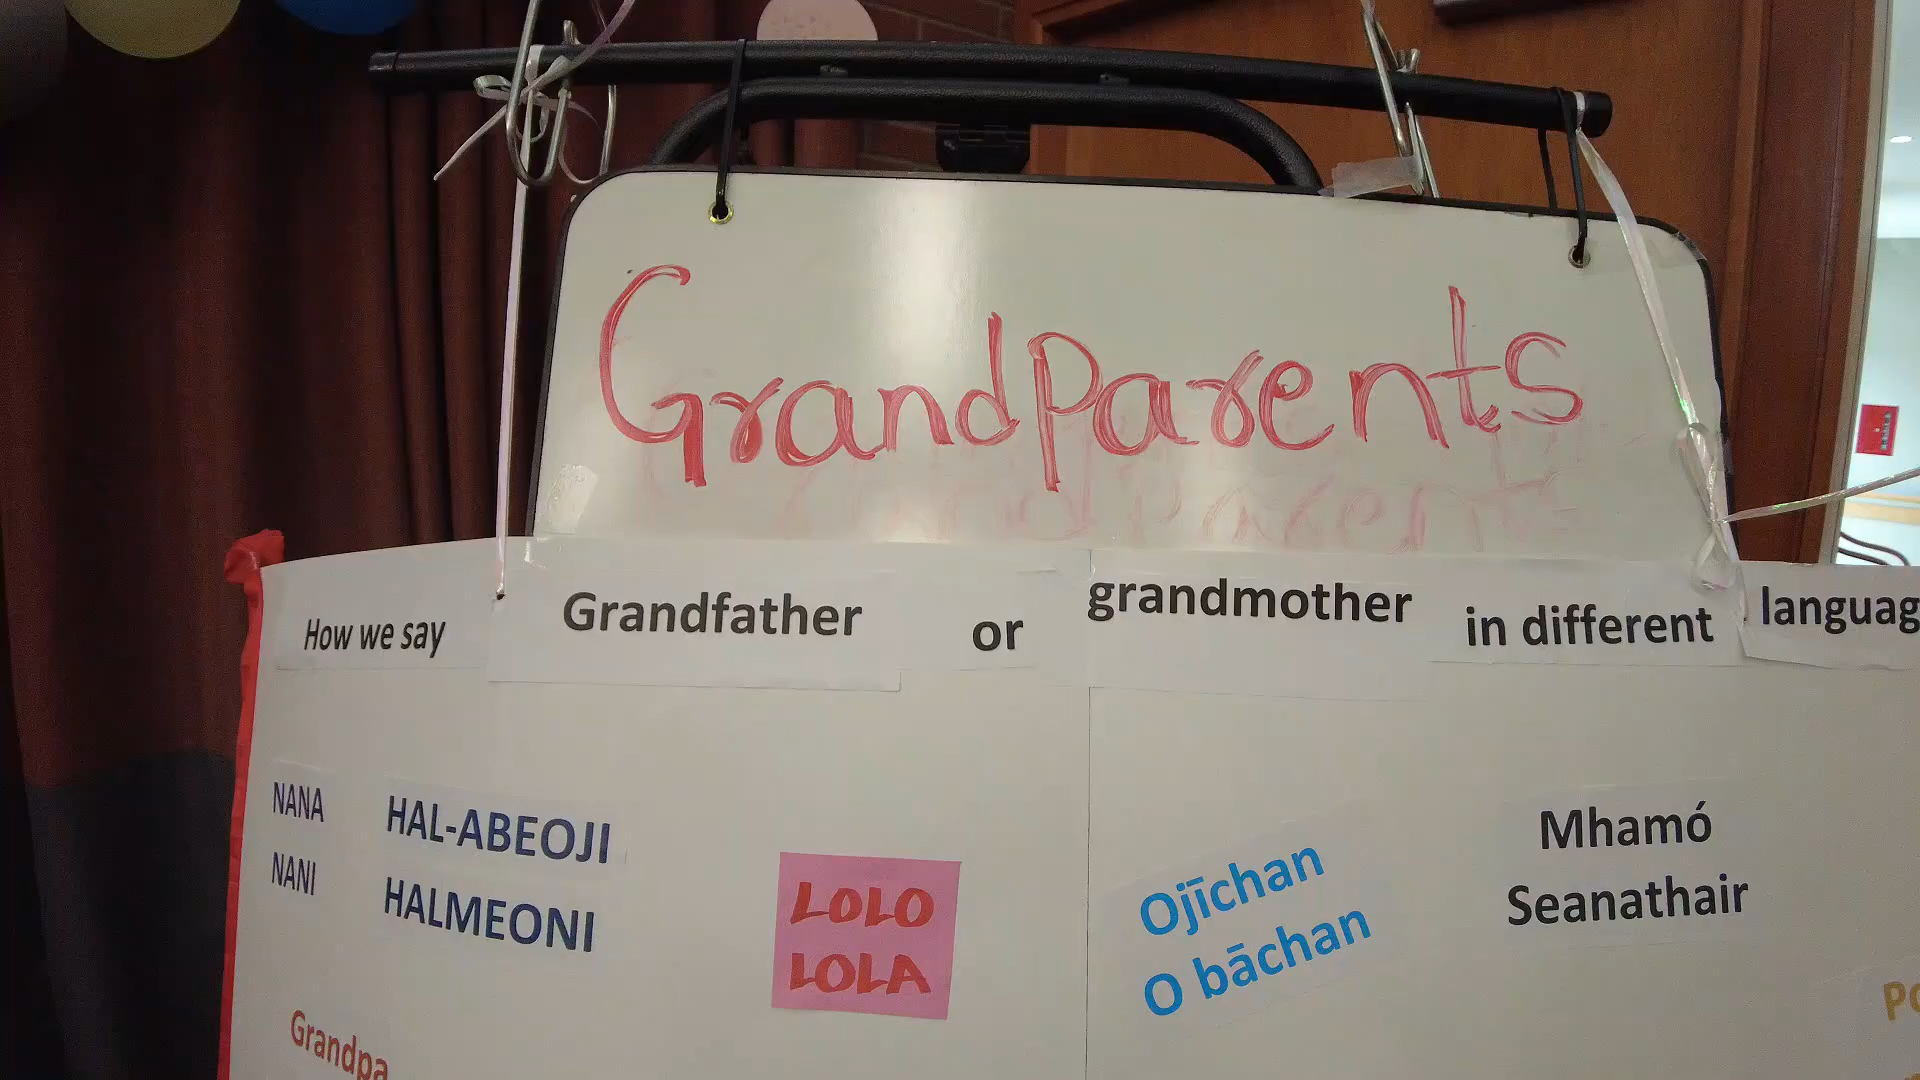 GrandParents
How we say Grandfather or grandmother in different
NANA
NANI
HAL-ABEOJI
HALMEONI
LOLO
LOLA
Ojīchan
O bāchan
Mhamó
Seanathair
Grandpa